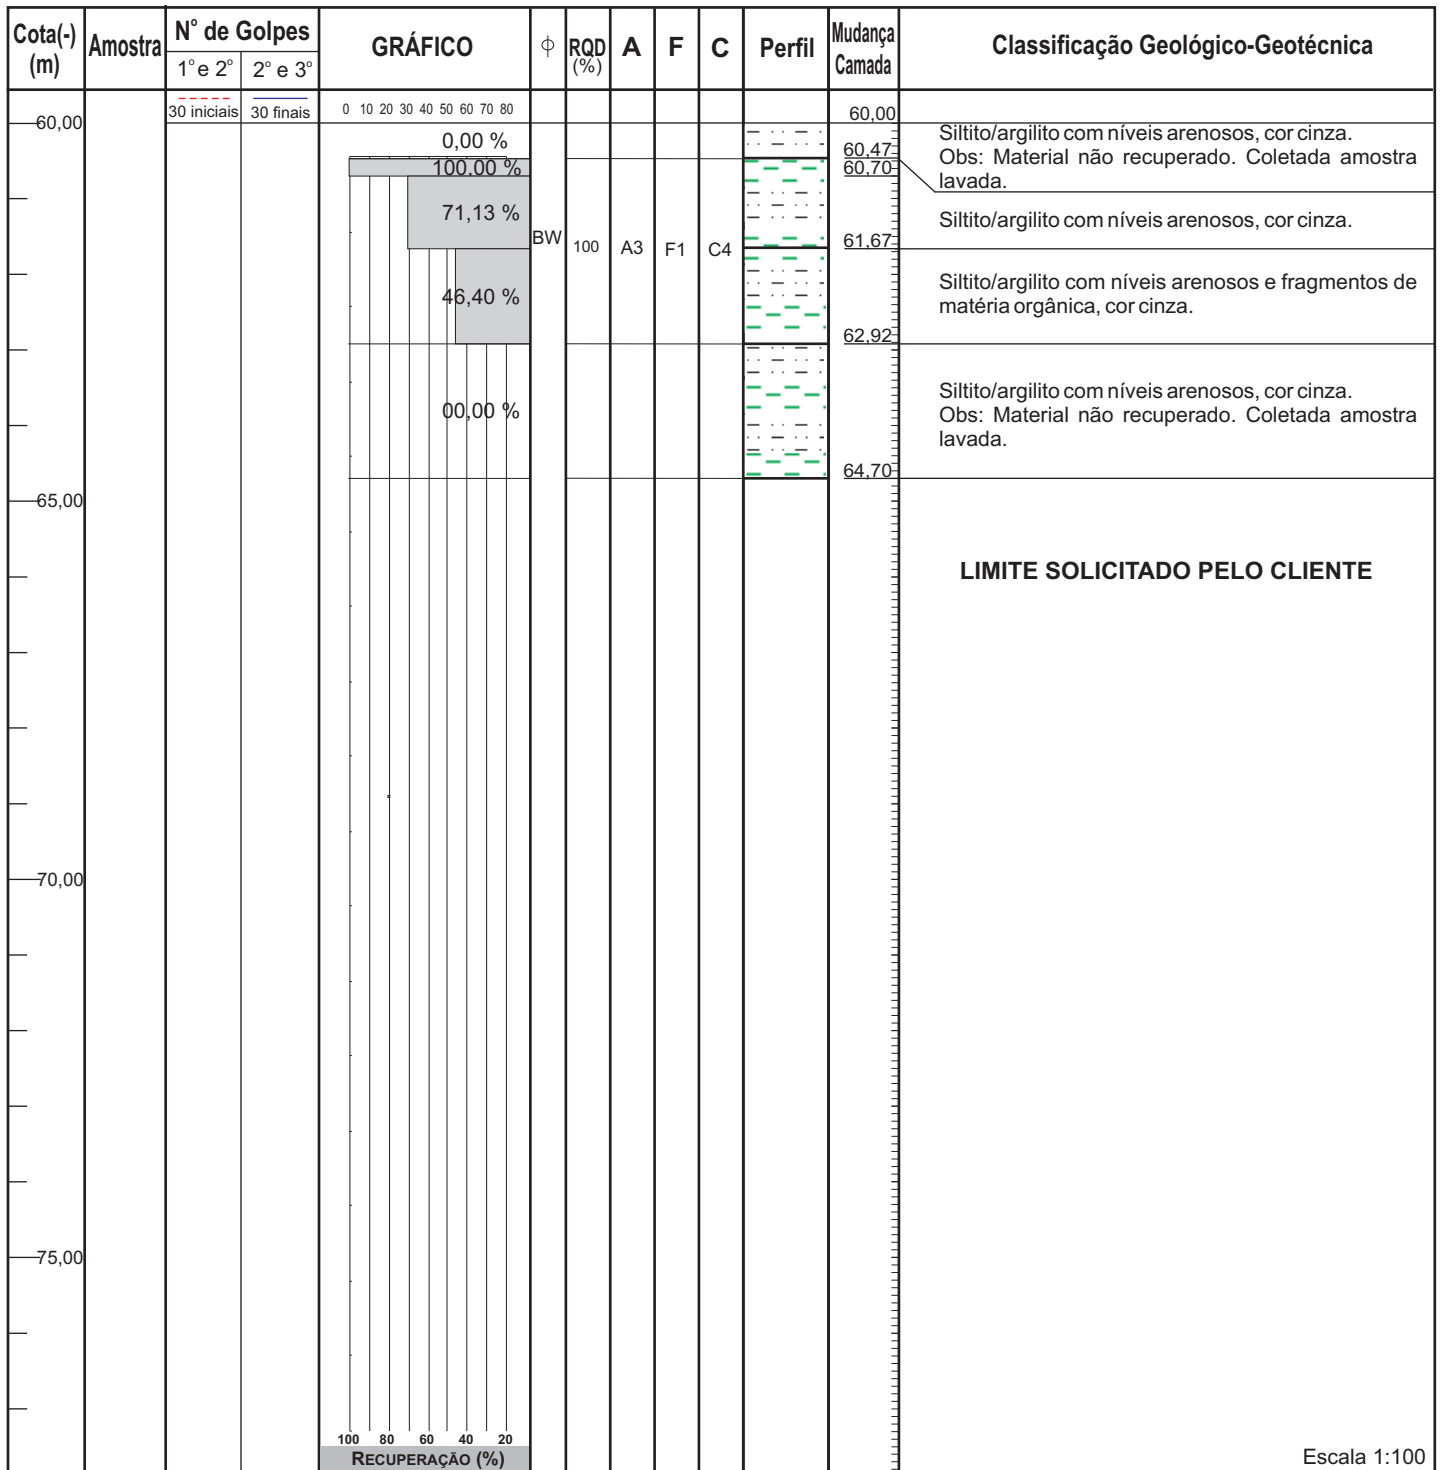 Cota(-)
(m)
Amostra
N° de Golpes
1° e 2°
2° e 3°
GRÁFICO
ϕ
RQD
(%)
A
F
C
Perfil
Mudança
Camada
Classificação Geológico-Geotécnica
30 iniciais
30 finais
0 10 20 30 40 50 60 70 80
60,00
60,00
0,00 %
60,47
Siltito/argilito com níveis arenosos, cor cinza.
Obs: Material não recuperado. Coletada amostra
lavada.
100.00 %
60,70
71,13 %
Siltito/argilito com níveis arenosos, cor cinza.
BW
100
A3
F1
C4
61,67
46,40 %
Siltito/argilito com níveis arenosos e fragmentos de
matéria orgânica, cor cinza.
62,92
00,00 %
Siltito/argilito com níveis arenosos, cor cinza.
Obs: Material não recuperado. Coletada amostra
lavada.
64,70
65,00
LIMITE SOLICITADO PELO CLIENTE
70,00
75,00
100 80 60 40 20
RECUPERAÇÃO (%)
Escala 1:100